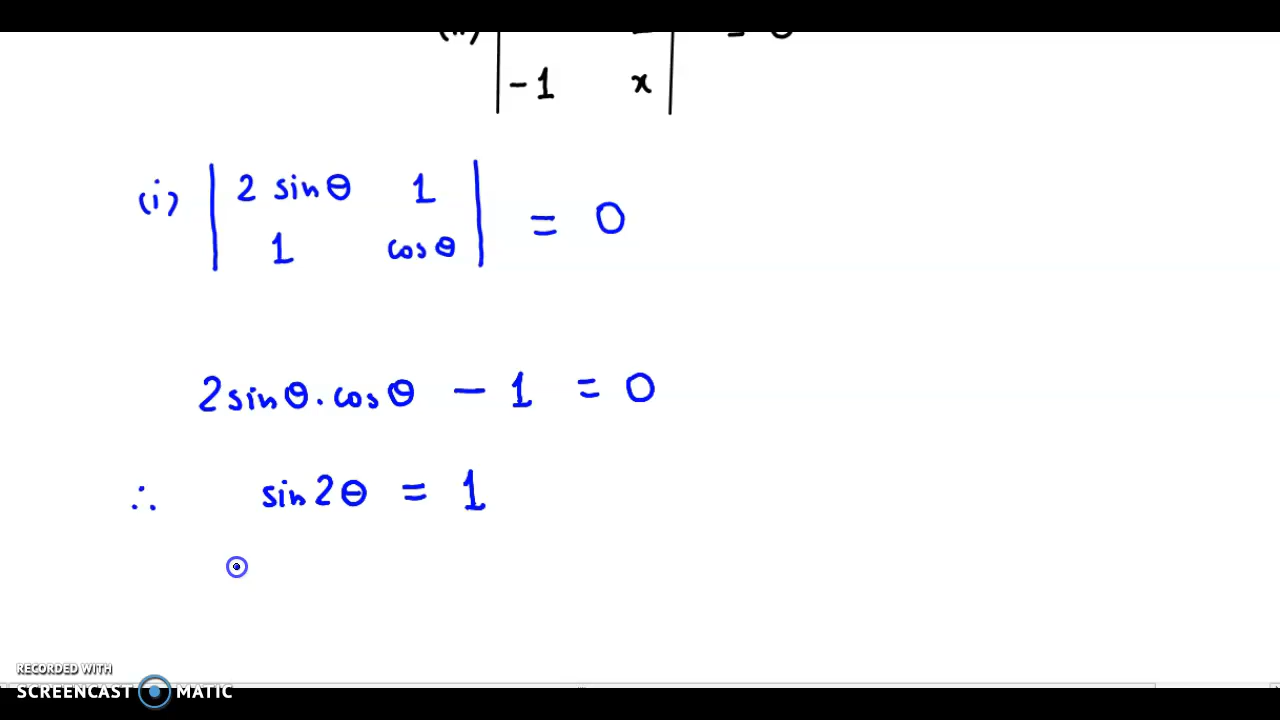 -1 x
(i) | 2 sinθ 1 | = 0
| 1 cosθ |
2sinθ.cosθ - 1 = 0
∴ sin2θ = 1
RECORDED WITH
SCREENCAST MATIC